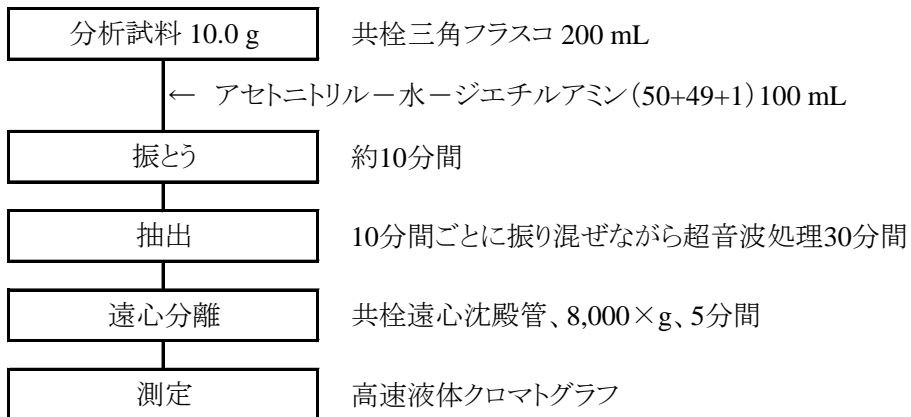 分析試料 10.0 g 共栓三角フラスコ 200 mL
← アセトニトリル－水－ジエチルアミン（50+49+1）100 mL
振とう 約10分間
抽出 10分間ごとに振り混ぜながら超音波処理30分間
遠心分離 共栓遠心沈殿管、8,000×g、5分間
測定 高速液体クロマトグラフ